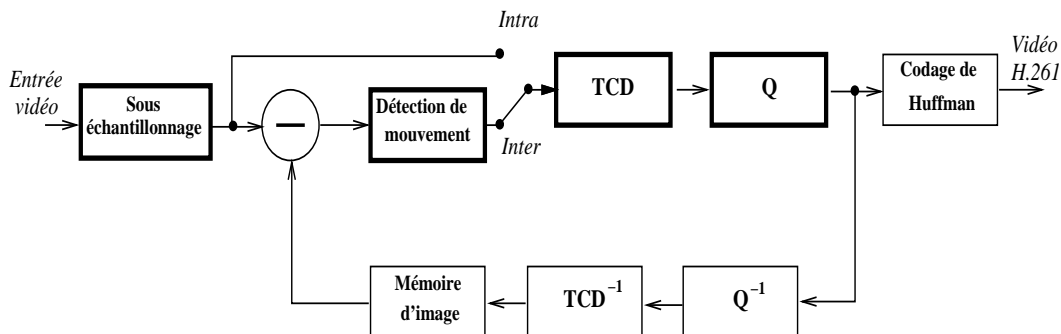 Entrée
vidéo
Sous
échantillonnage
Intra
Détection de
mouvement
Inter
TCD
Q
Codage de
Huffman
Vidéo
H.261
Mémoire
d'image
TCD⁻¹
Q⁻¹